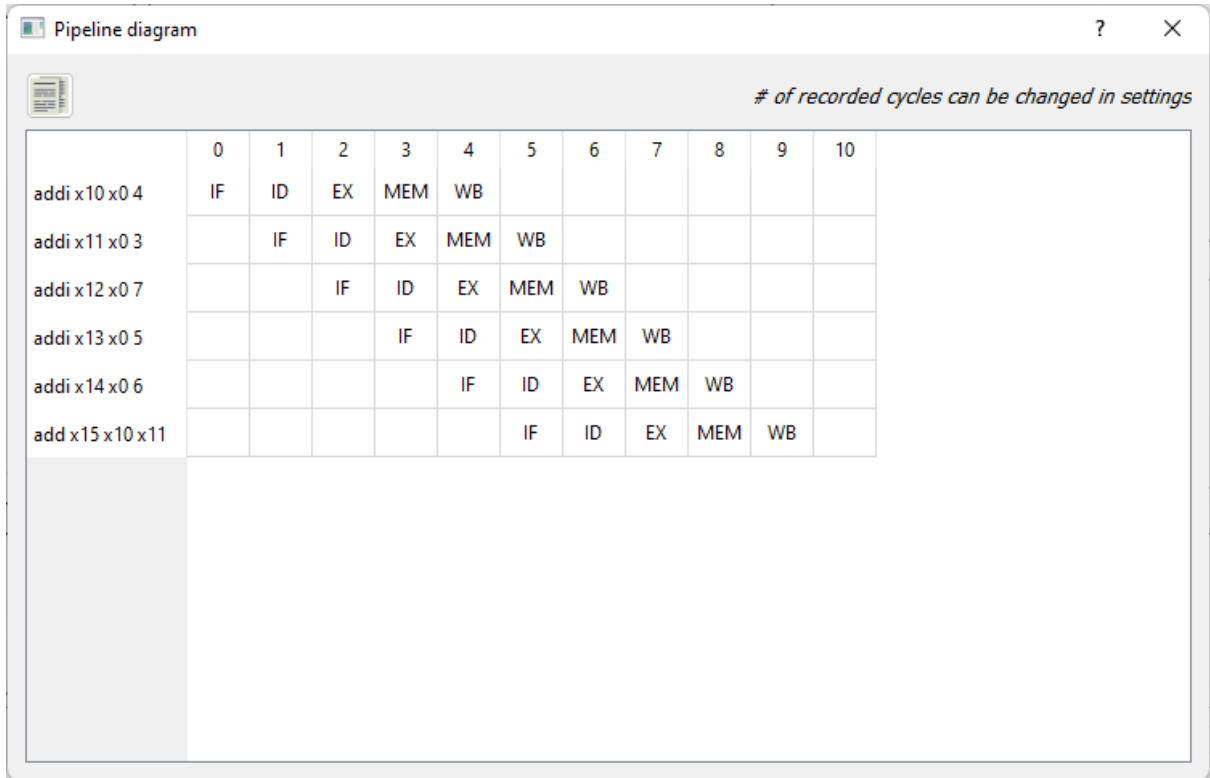 Pipeline diagram ?
# of recorded cycles can be changed in settings
0 1 2 3 4 5 6 7 8 9 10
addi x10 x0 4 IF ID EX MEM WB
addi x11 x0 3 IF ID EX MEM WB
addi x12 x0 7 IF ID EX MEM WB
addi x13 x0 5 IF ID EX MEM WB
addi x14 x0 6 IF ID EX MEM WB
add x15 x10 x11 IF ID EX MEM WB